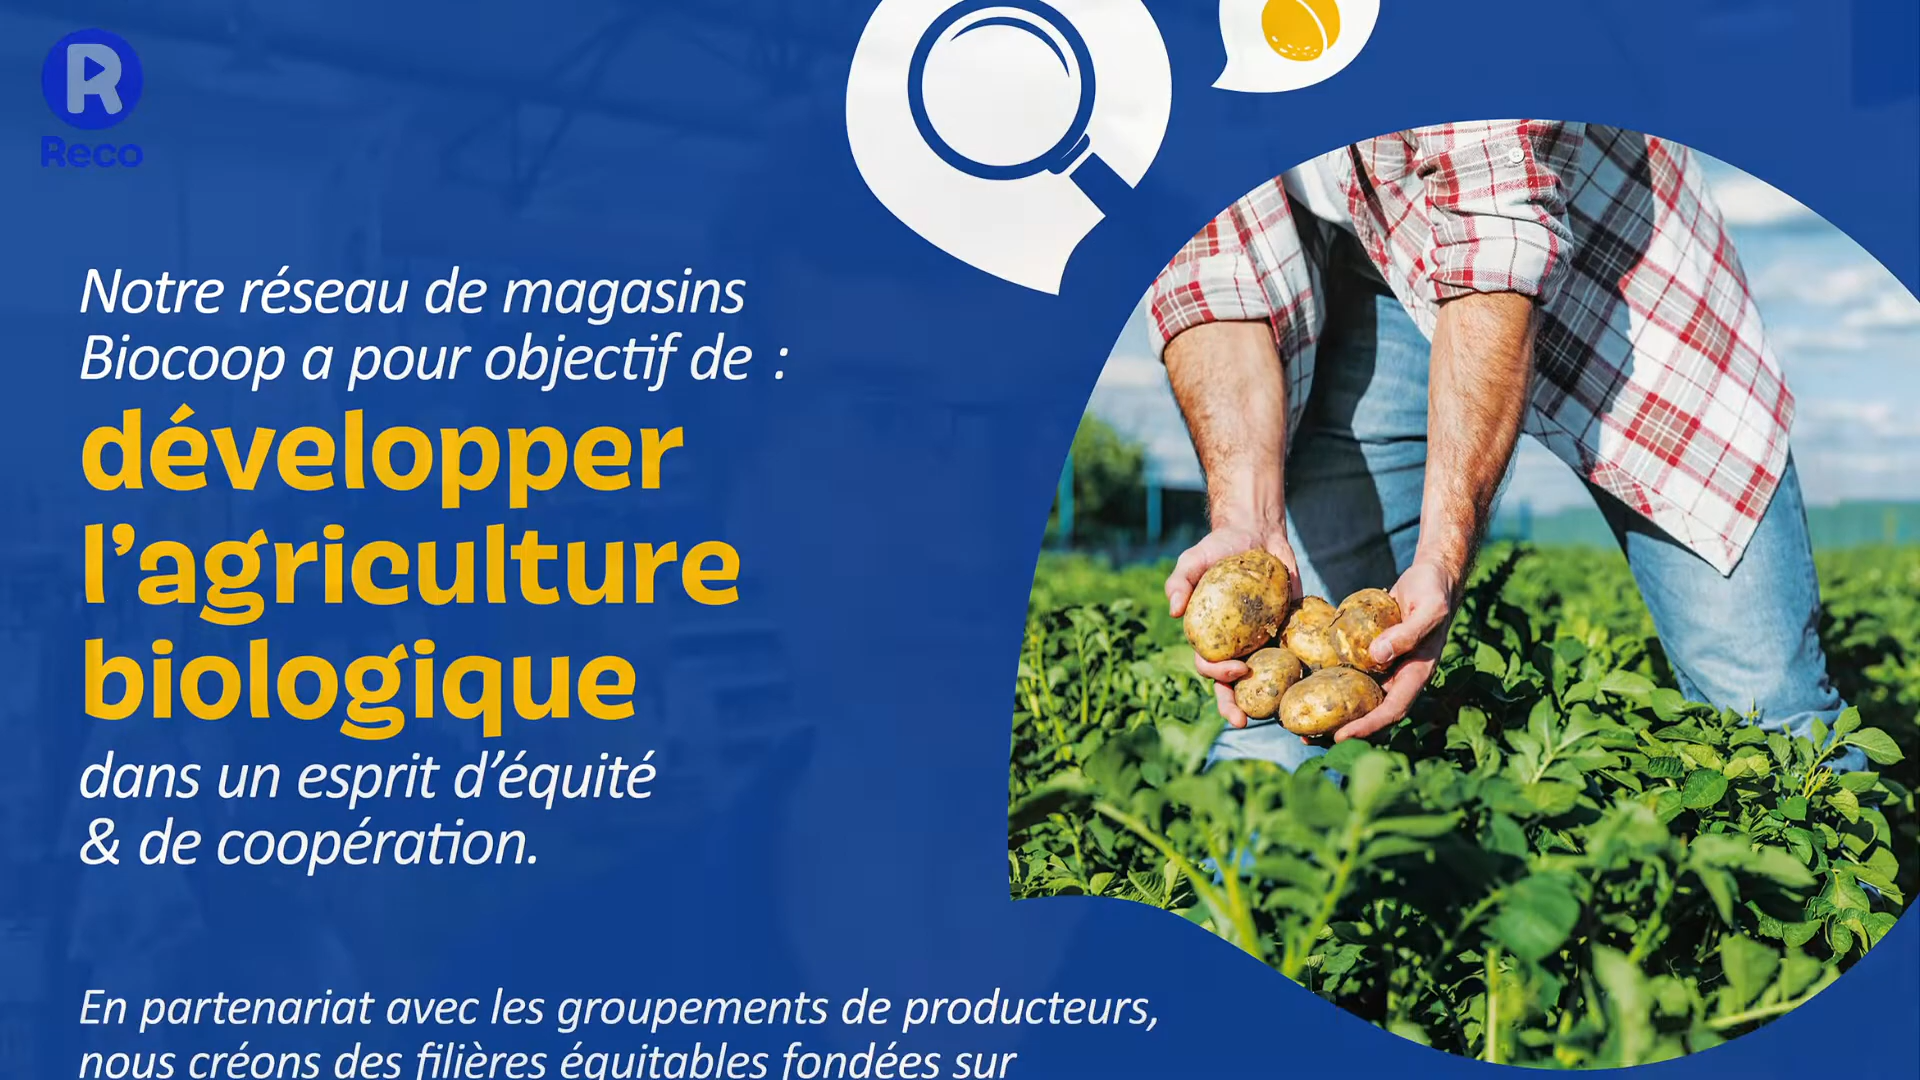 R
Reco
Notre réseau de magasins
Biocoop a pour objectif de :
développer
l’agriculture
biologique
dans un esprit d’équité
& de coopération.
En partenariat avec les groupements de producteurs,
nous créons des filières équitables fondées sur